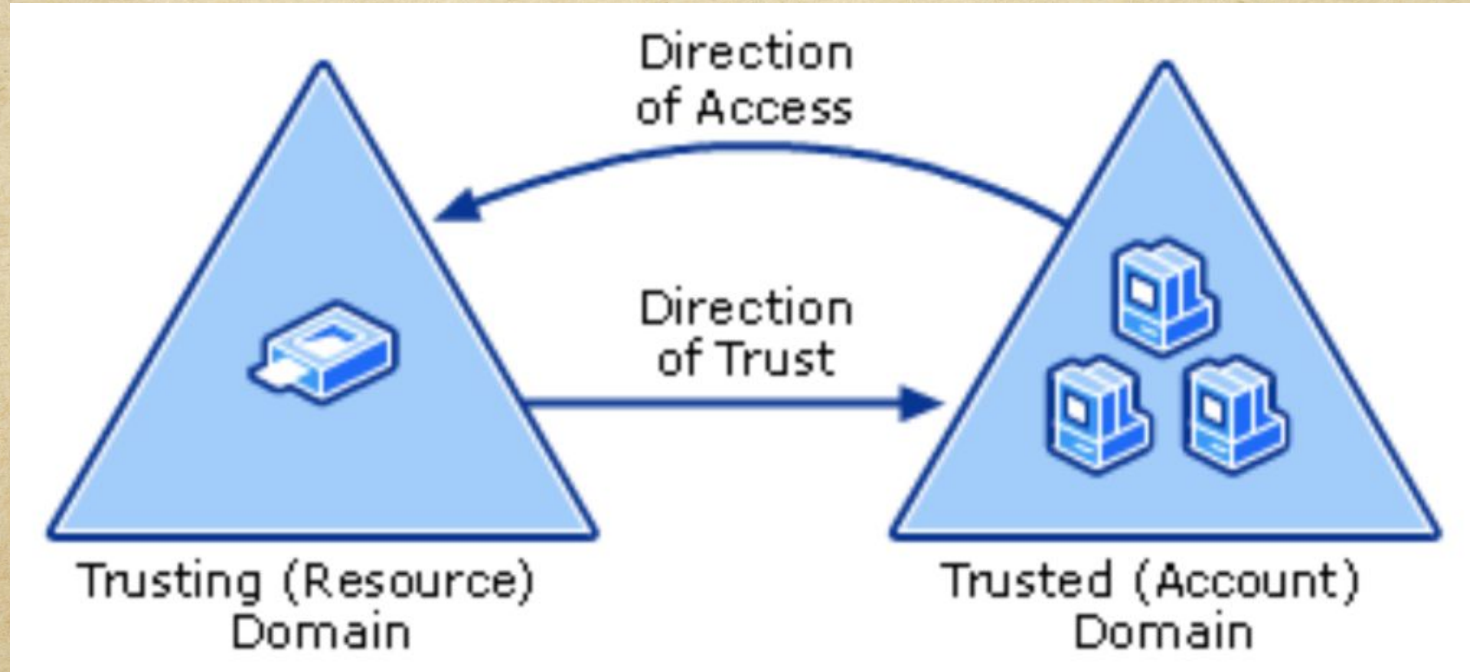 Direction
of Access
Direction
of Trust
Trusting (Resource)
Domain
Trusted (Account)
Domain